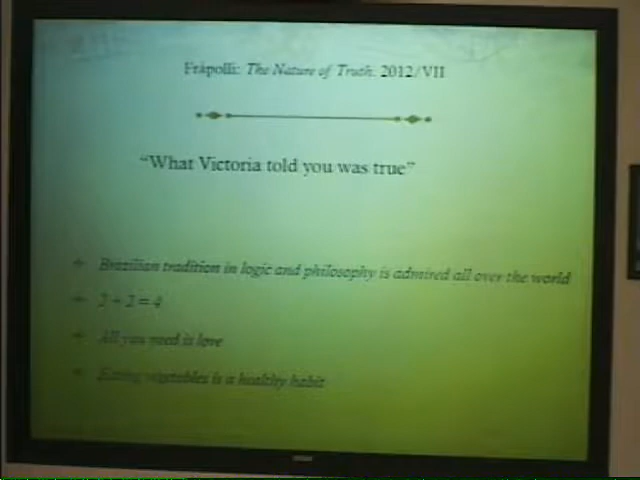 Frápolli: The Nature of Truth. 2012/VII
“What Victoria told you was true”
Brazilian tradition in logic and philosophy is admired all over the world
2 + 2 = 4
All you need is love
Eating vegetables is a healthy habit